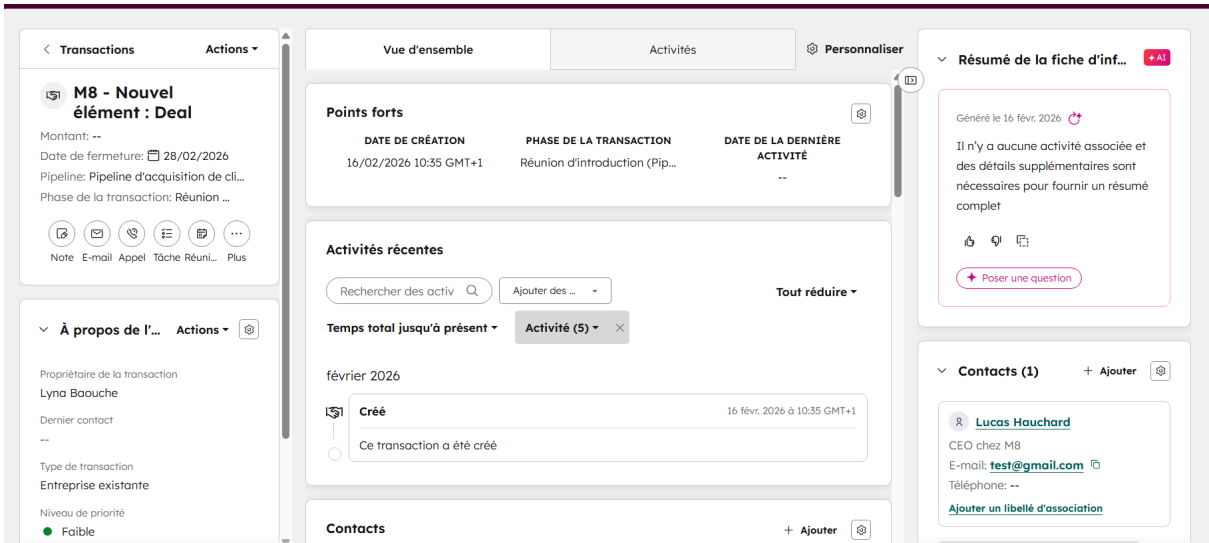 Transactions
Actions
M8 - Nouvel
élément : Deal
Montant: --
Date de fermeture: 28/02/2026
Pipeline: Pipeline d'acquisition de cli...
Phase de la transaction: Réunion ...
Note E-mail Appel Tâche Réuni... Plus
À propos de l'... Actions
Propriétaire de la transaction
Lyna Baouche
Dernier contact
--
Type de transaction
Entreprise existante
Niveau de priorité
Faible
Vue d'ensemble
Activités
Personnaliser
Points forts
DATE DE CRÉATION
16/02/2026 10:35 GMT+1
PHASE DE LA TRANSACTION
Réunion d'introduction (Pip...
DATE DE LA DERNIÈRE
ACTIVITÉ
--
Activités récentes
Rechercher des activ
Ajouter des ...
Tout réduire
Temps total jusqu'à présent
Activité (5)
février 2026
Créé
16 févr. 2026 à 10:35 GMT+1
Ce transaction a été créé
Contacts
+ Ajouter
Résumé de la fiche d'inf...
AI
Généré le 16 févr. 2026
Il n'y a aucune activité associée et
des détails supplémentaires sont
nécessaires pour fournir un résumé
complet
Poser une question
Contacts (1)
+ Ajouter
Lucas Hauchard
CEO chez M8
E-mail: test@gmail.com
Téléphone: --
Ajouter un libellé d'association